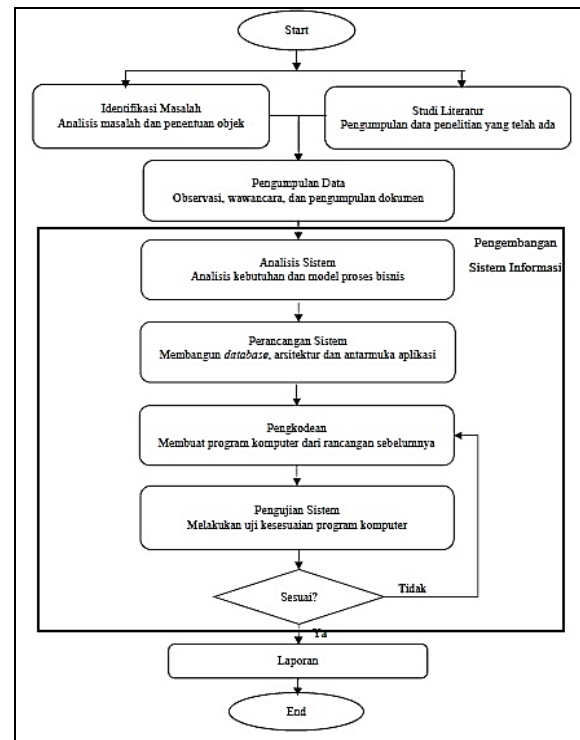 Start
Identifikasi Masalah
Analisis masalah dan penentuan objek
Studi Literatur
Pengumpulan data penelitian yang telah ada
Pengumpulan Data
Observasi, wawancara, dan pengumpulan dokumen
Pengembangan
Sistem Informasi
Analisis Sistem
Analisis kebutuhan dan model proses bisnis
Perancangan Sistem
Membangun database, arsitektur dan antarmuka aplikasi
Pengkodean
Membuat program komputer dari rancangan sebelumnya
Pengujian Sistem
Melakukan uji kesesuaian program komputer
Sesuai?
Tidak
Ya
Laporan
End